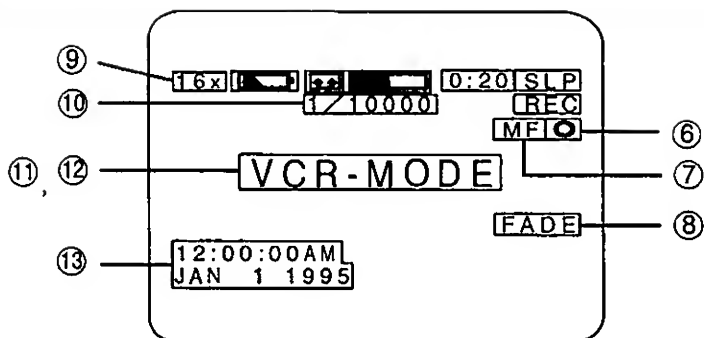 ⑨ 16x 0:20 SLP
⑩ 1/10000 REC
MF ⑥
⑪, ⑫ VCR-MODE ⑦
FADE ⑧
⑬ 12:00:00AM
JAN 1 1995